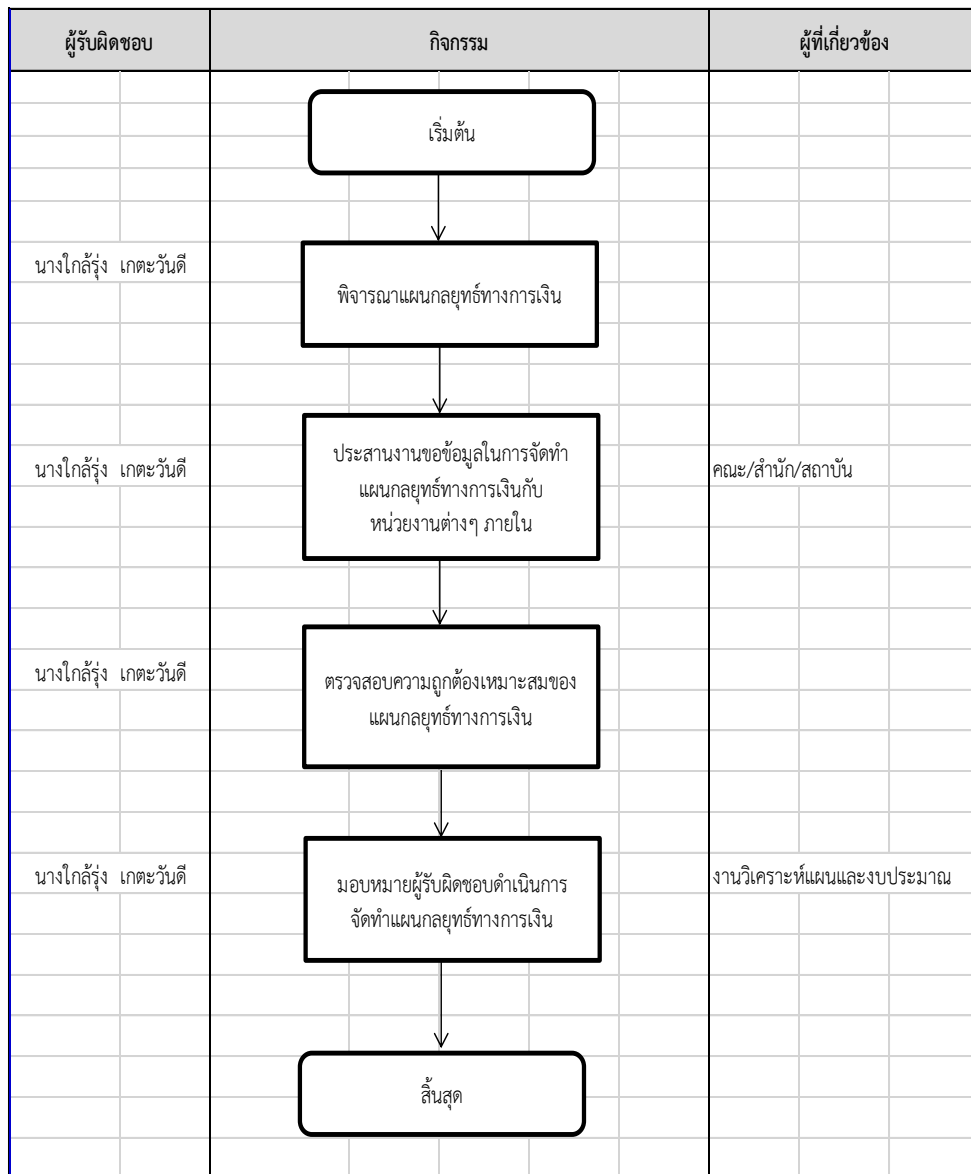 ผู้รับผิดชอบ กิจกรรม ผู้ที่เกี่ยวข้อง
เริ่มต้น
นางใกล้รุ่ง เกตะวันดี
พิจารณาแผนกลยุทธ์ทางการเงิน
นางใกล้รุ่ง เกตะวันดี
ประสานงานขอข้อมูลในการจัดทำ
แผนกลยุทธ์ทางการเงินกับ
หน่วยงานต่างๆ ภายใน
คณะ/สำนัก/สถาบัน
นางใกล้รุ่ง เกตะวันดี
ตรวจสอบความถูกต้องเหมาะสมของ
แผนกลยุทธ์ทางการเงิน
นางใกล้รุ่ง เกตะวันดี
มอบหมายผู้รับผิดชอบดำเนินการ
จัดทำแผนกลยุทธ์ทางการเงิน
งานวิเคราะห์แผนและงบประมาณ
สิ้นสุด